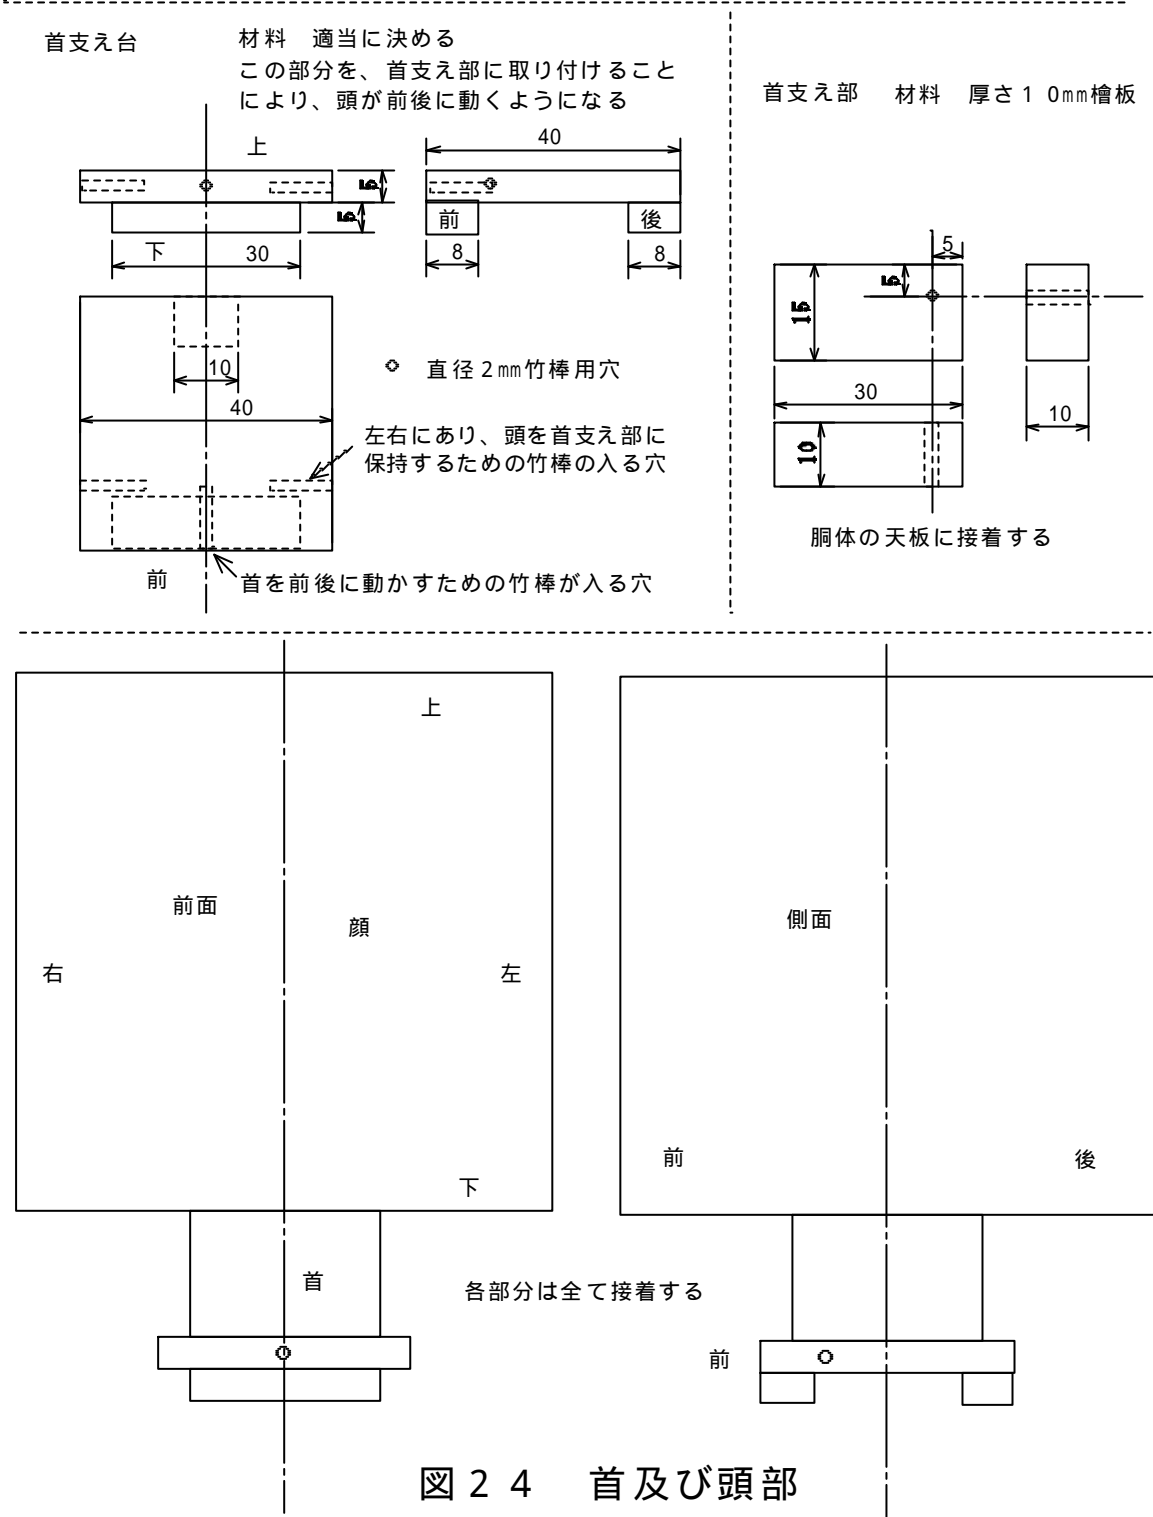 首支え台
材料　適当に決める
この部分を、首支え部に取り付けること
により、頭が前後に動くようになる
上
40
5
5
前
後
下
30
8
8
10
40
直径２㎜竹棒用穴
左右にあり、頭を首支え部に
保持するための竹棒の入る穴
前
首を前後に動かすための竹棒が入る穴
首支え部　材料　厚さ１０㎜檜板
5
5
15
30
10
10
胴体の天板に接着する
上
前面
顔
右
左
下
首
側面
前
後
各部分は全て接着する
前
図２４　首及び頭部